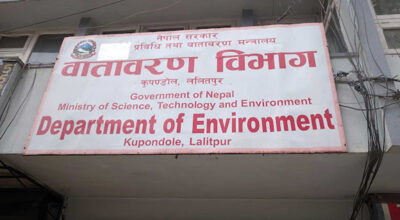 नेपाल सरकार
प्रविधि तथा वातावरण मन्त्रालय
वातावरण विभाग
कुपण्डोल, ललितपुर
Government of Nepal
Ministry of Science, Technology and Environment
Department of Environment
Kupondole, Lalitpur